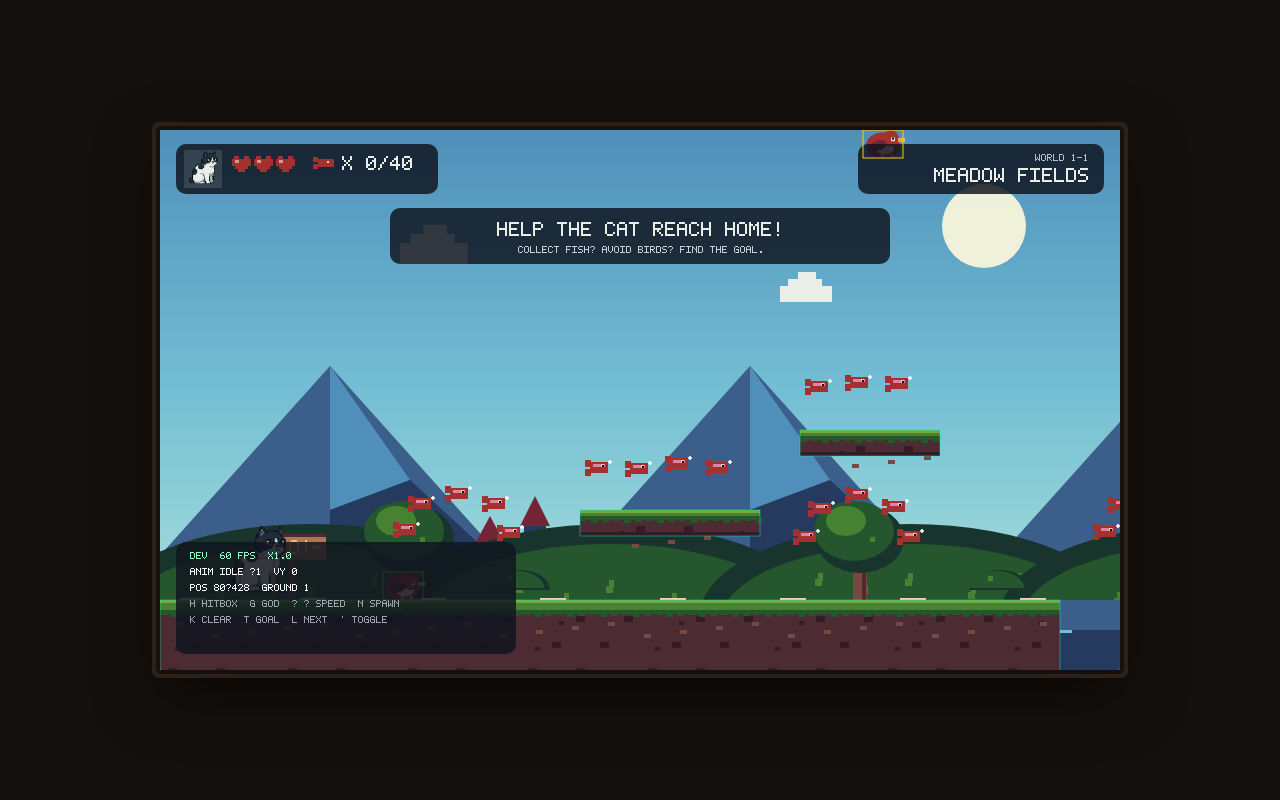 X 0/40
WORLD 1-1
MEADOW FIELDS
HELP THE CAT REACH HOME!
COLLECT FISH? AVOID BIRDS? FIND THE GOAL.
DEV 60 FPS X1.0
ANIM IDLE ?1 VY 0
POS 80?428 GROUND 1
H HITBOX G GOD ? ? SPEED N SPAWN
K CLEAR T GOAL L NEXT ` TOGGLE